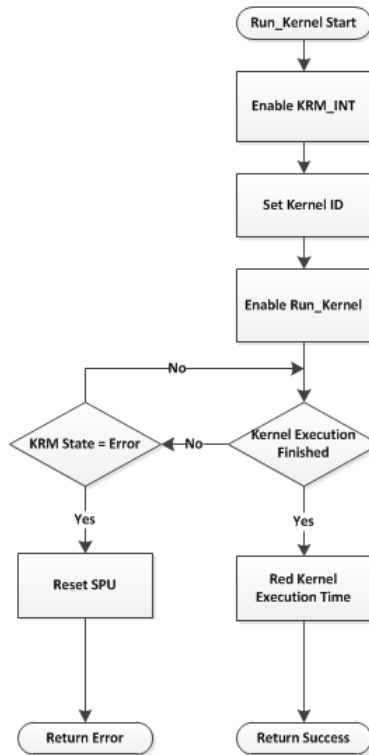 Run_Kernel Start
Enable KRM_INT
Set Kernel ID
Enable Run_Kernel
No
KRM State = Error
No
Kernel Execution
Finished
Yes
Yes
Reset SPU
Red Kernel
Execution Time
Return Error
Return Success